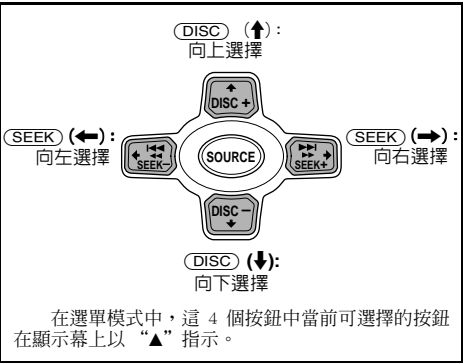 DISC (↑):
向上選擇
DISC +
SEEK (←):
向左選擇
SEEK (→):
向右選擇
SEEK−
SOURCE
SEEK+
DISC −
DISC (↓):
向下選擇
在選單模式中，這 4 個按鈕中當前可選擇的按鈕
在顯示幕上以 “▲” 指示。